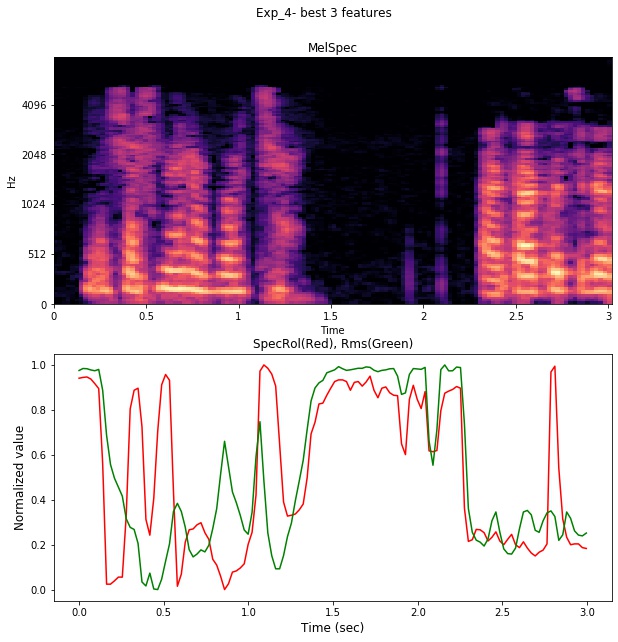 Exp_4- best 3 features
MelSpec
4096
2048
1024
512
0
Hz
0 0.5 1 1.5 2 2.5 3
Time
SpecRol(Red), Rms(Green)
1.0
0.8
0.6
0.4
0.2
0.0
Normalized value
0.0 0.5 1.0 1.5 2.0 2.5 3.0
Time (sec)